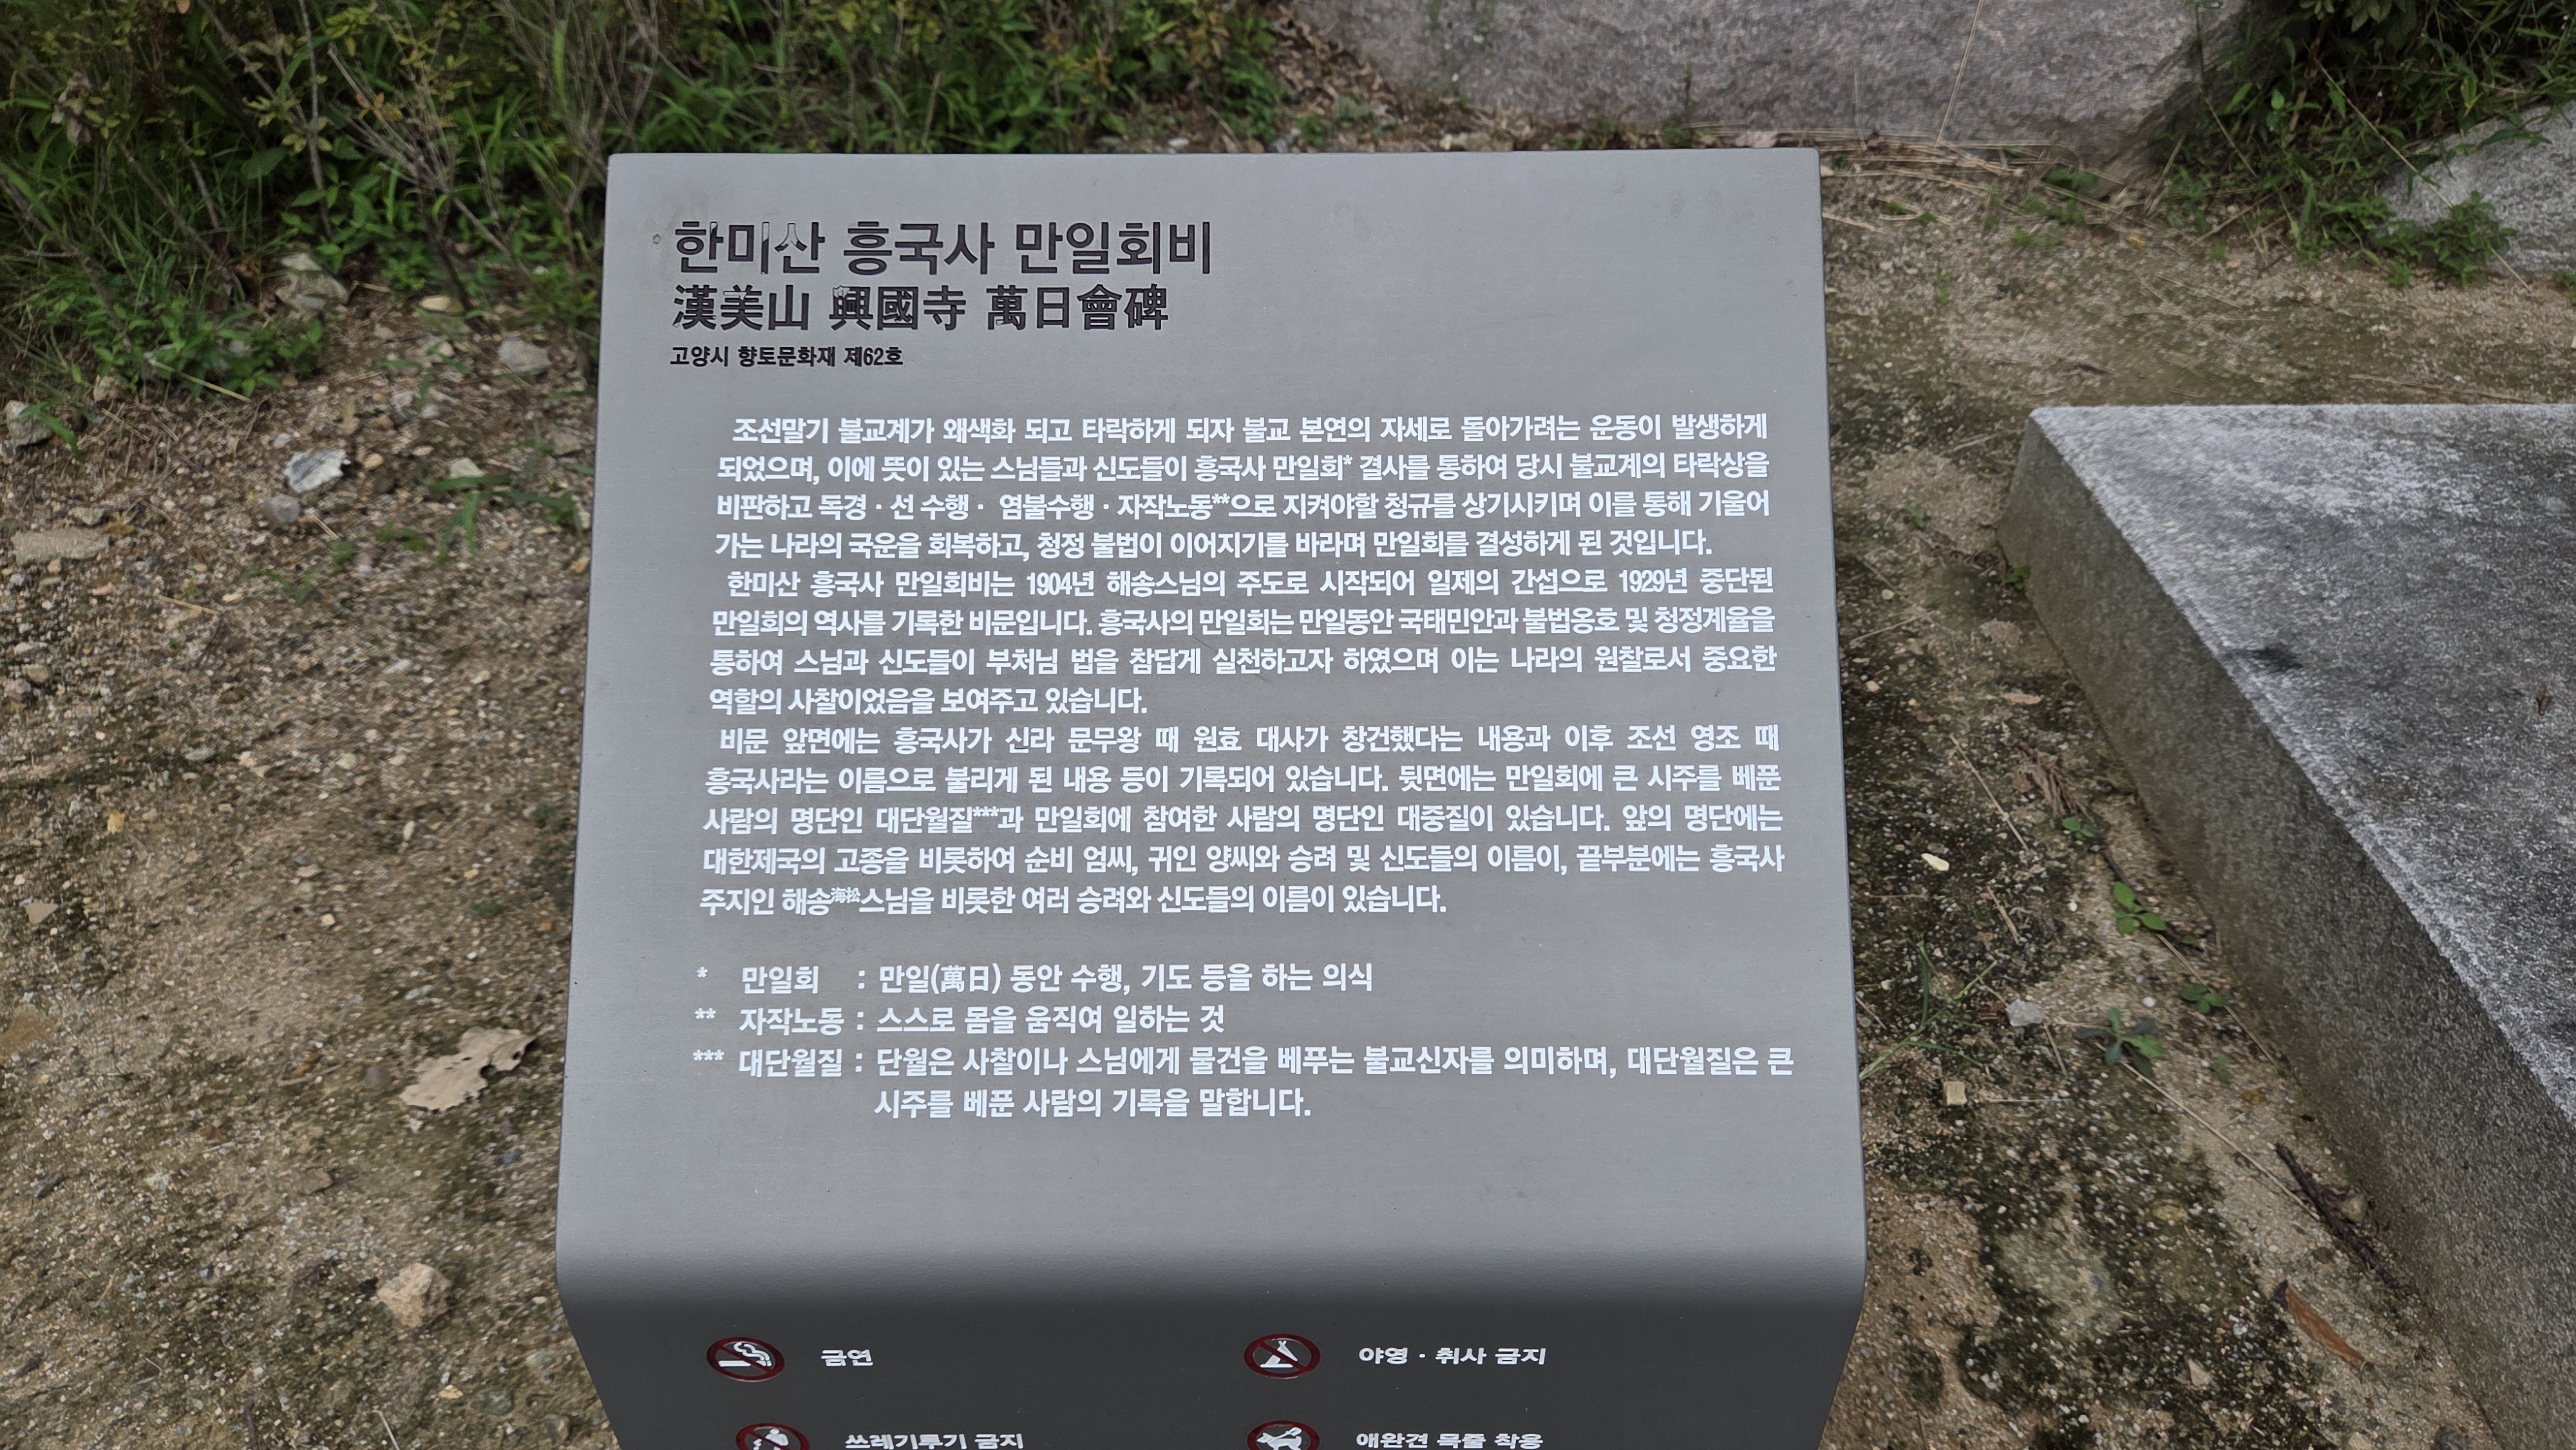 한미산 흥국사 만일회비
漢美山 興國寺 萬日會碑
고양시 향토문화재 제62호
조선말기 불교계가 왜색화 되고 타락하게 되자 불교 본연의 자세로 돌아가려는 운동이 발생하게
되었으며, 이에 뜻이 있는 스님들과 신도들이 흥국사 만일회* 결사를 통하여 당시 불교계의 타락상을
비판하고 독경 · 선 수행 · 염불수행 · 자작노동**으로 지켜야할 청규를 상기시키며 이를 통해 기울어
가는 나라의 국운을 회복하고, 청정 불법이 이어지기를 바라며 만일회를 결성하게 된 것입니다.
한미산 흥국사 만일회비는 1904년 해송스님의 주도로 시작되어 일제의 간섭으로 1929년 중단된
만일회의 역사를 기록한 비문입니다. 흥국사의 만일회는 만일동안 국태민안과 불법옹호 및 청정계율을
통하여 스님과 신도들이 부처님 법을 참답게 실천하고자 하였으며 이는 나라의 원찰로서 중요한
역할의 사찰이었음을 보여주고 있습니다.
비문 앞면에는 흥국사가 신라 문무왕 때 원효 대사가 창건했다는 내용과 이후 조선 영조 때
흥국사라는 이름으로 불리게 된 내용 등이 기록되어 있습니다. 뒷면에는 만일회에 큰 시주를 베푼
사람의 명단인 대단월질***과 만일회에 참여한 사람의 명단인 대중질이 있습니다. 앞의 명단에는
대한제국의 고종을 비롯하여 순비 엄씨, 귀인 양씨와 승려 및 신도들의 이름이, 끝부분에는 흥국사
주지인 해송海松스님을 비롯한 여러 승려와 신도들의 이름이 있습니다.
* 만일회 : 만일(萬日) 동안 수행, 기도 등을 하는 의식
** 자작노동 : 스스로 몸을 움직여 일하는 것
*** 대단월질 : 단월은 사찰이나 스님에게 물건을 베푸는 불교신자를 의미하며, 대단월질은 큰
시주를 베푼 사람의 기록을 말합니다.
금연 야영 · 취사 금지
쓰레기투기 금지 애완견 목줄 착용